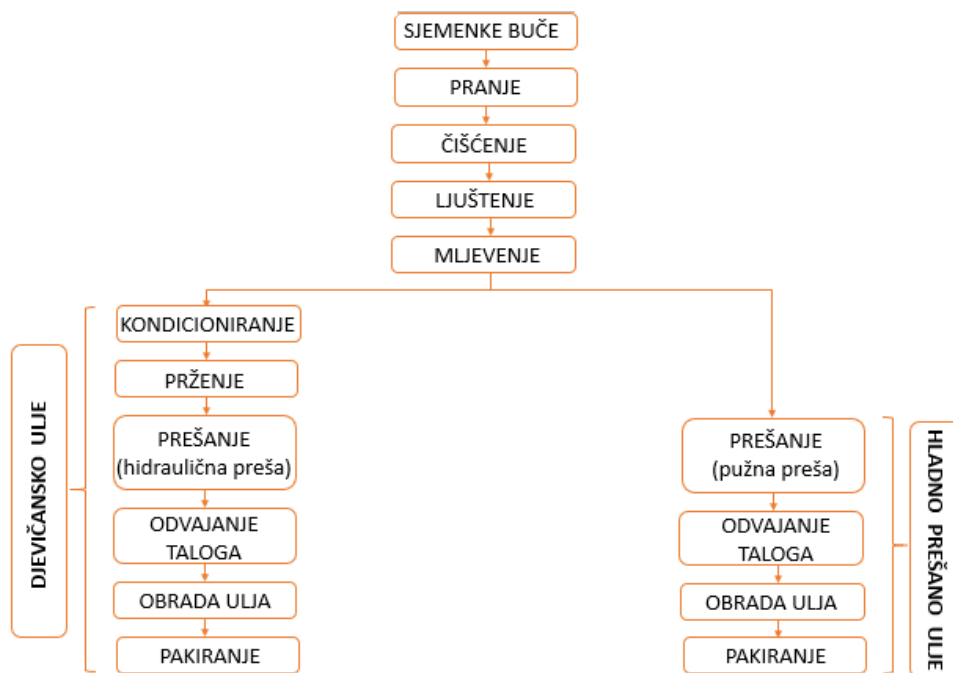 SJEMENKE BUČE
PRANJE
ČIŠĆENJE
LJUŠTENJE
MLJEVENJE
DJEVIČANSKO ULJE
KONDICIONIRANJE
PRŽENJE
PREŠANJE
(hidraulična preša)
ODVAJANJE
TALOGA
OBRADA ULJA
PAKIRANJE
PREŠANJE
(pužna preša)
ODVAJANJE
TALOGA
OBRADA ULJA
PAKIRANJE
HLADNO PREŠANO ULJE